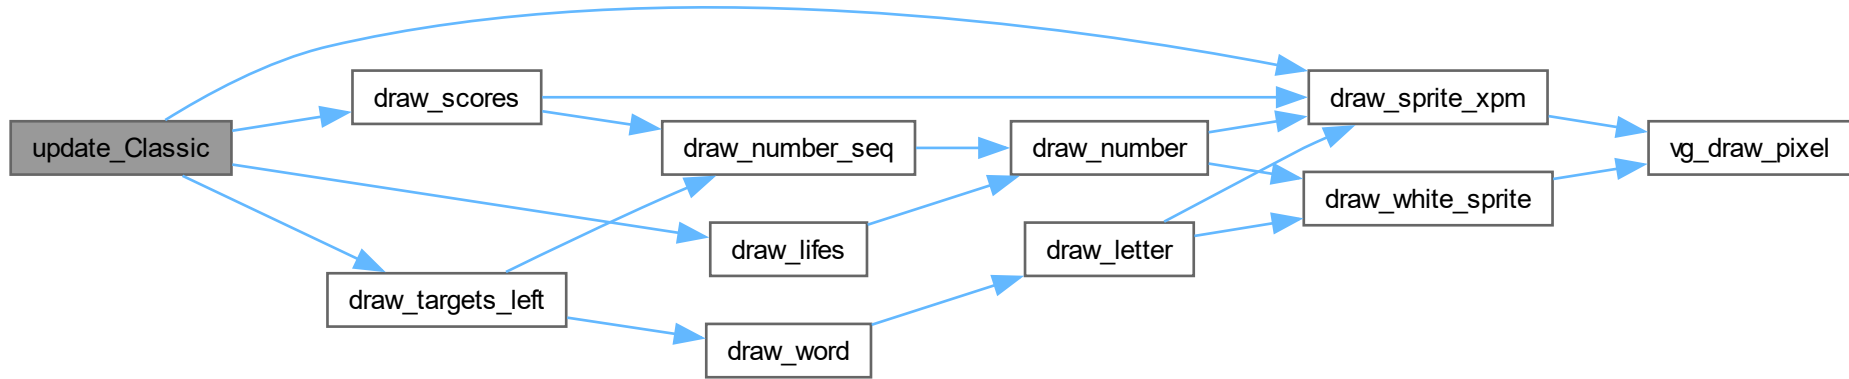 update_Classic
draw_scores
draw_targets_left
draw_number_seq
draw_lifes
draw_word
draw_number
draw_letter
draw_sprite_xpm
draw_white_sprite
vg_draw_pixel